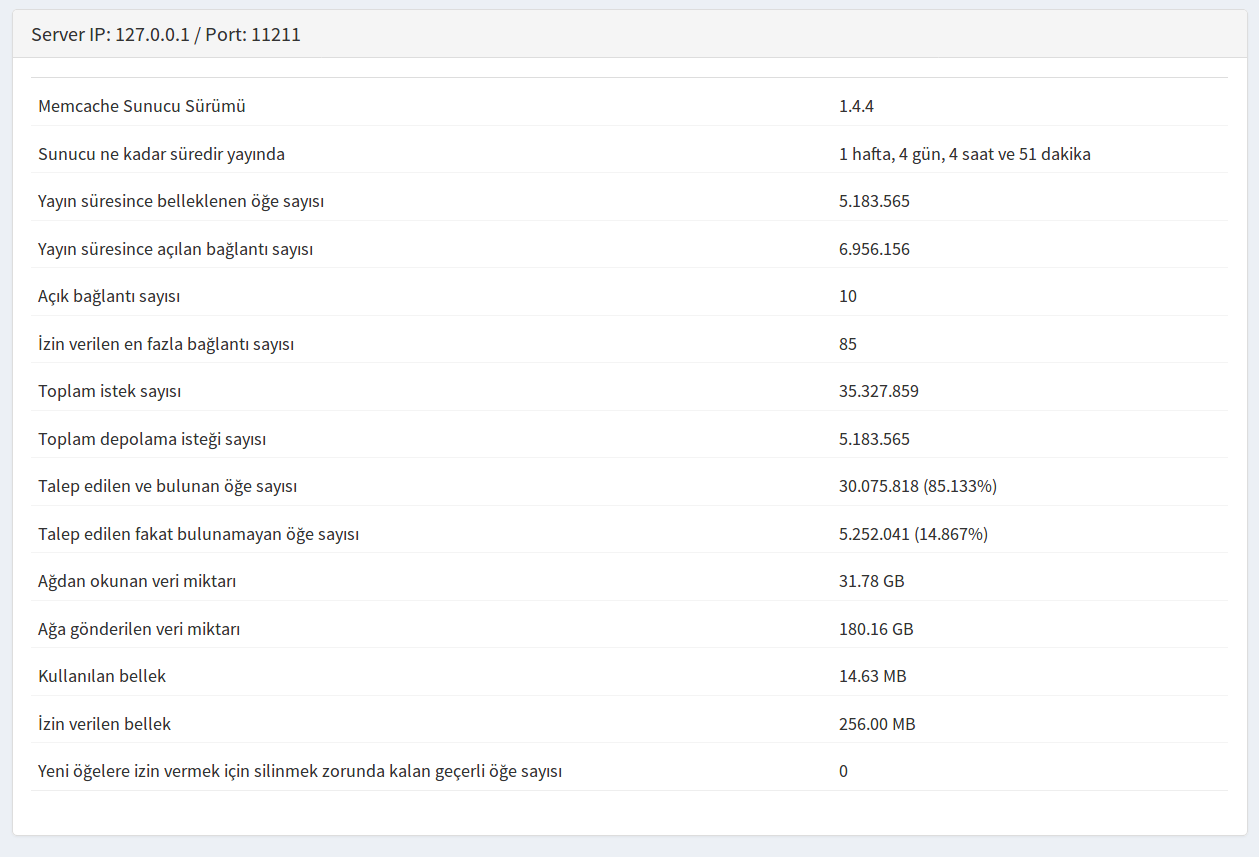 Server IP: 127.0.0.1 / Port: 11211
Memcache Sunucu Sürümü 1.4.4
Sunucu ne kadar süredir yayında 1 hafta, 4 gün, 4 saat ve 51 dakika
Yayın süresince belleklenen öğe sayısı 5.183.565
Yayın süresince açılan bağlantı sayısı 6.956.156
Açık bağlantı sayısı 10
İzin verilen en fazla bağlantı sayısı 85
Toplam istek sayısı 35.327.859
Toplam depolama isteği sayısı 5.183.565
Talep edilen ve bulunan öğe sayısı 30.075.818 (85.133%)
Talep edilen fakat bulunamayan öğe sayısı 5.252.041 (14.867%)
Ağdan okunan veri miktarı 31.78 GB
Ağa gönderilen veri miktarı 180.16 GB
Kullanılan bellek 14.63 MB
İzin verilen bellek 256.00 MB
Yeni öğelere izin vermek için silinmek zorunda kalan geçerli öğe sayısı 0